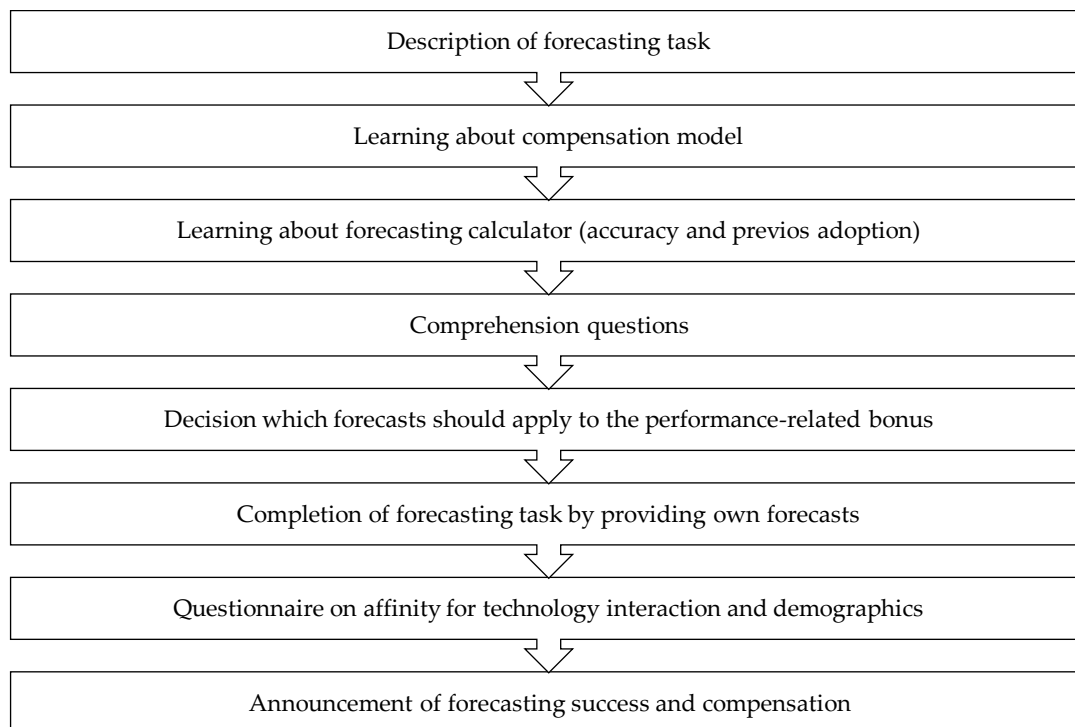 Description of forecasting task
Learning about compensation model
Learning about forecasting calculator (accuracy and previos adoption)
Comprehension questions
Decision which forecasts should apply to the performance-related bonus
Completion of forecasting task by providing own forecasts
Questionnaire on affinity for technology interaction and demographics
Announcement of forecasting success and compensation